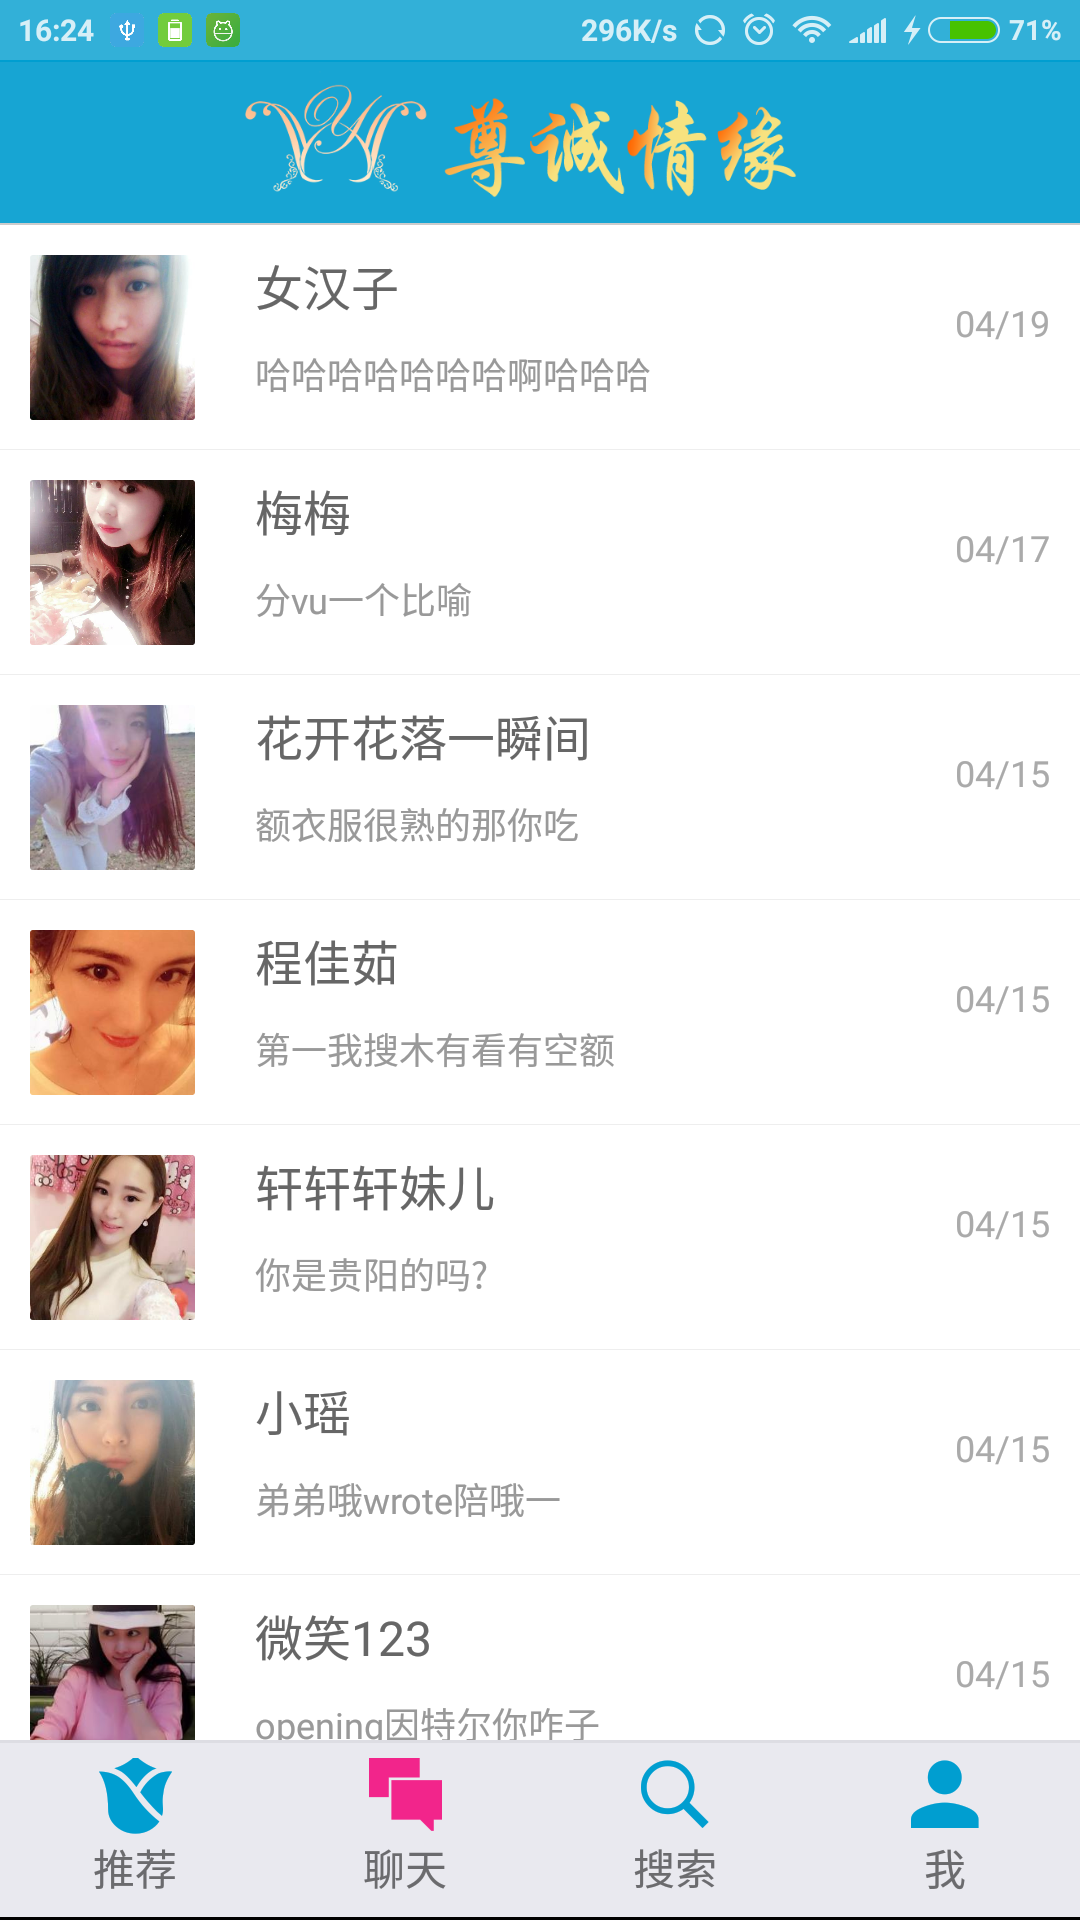 16:24 296K/s 71%
尊诚情缘
女汉子
04/19
哈哈哈哈哈哈哈啊哈哈哈
梅梅
04/17
分vu一个比喻
花开花落一瞬间
04/15
额衣服很熟的那你吃
程佳茹
04/15
第一我搜木有看有空额
轩轩轩妹儿
04/15
你是贵阳的吗?
小瑶
04/15
弟弟哦wrote陪哦一
微笑123
04/15
opening因特尔你咋子
推荐 聊天 搜索 我